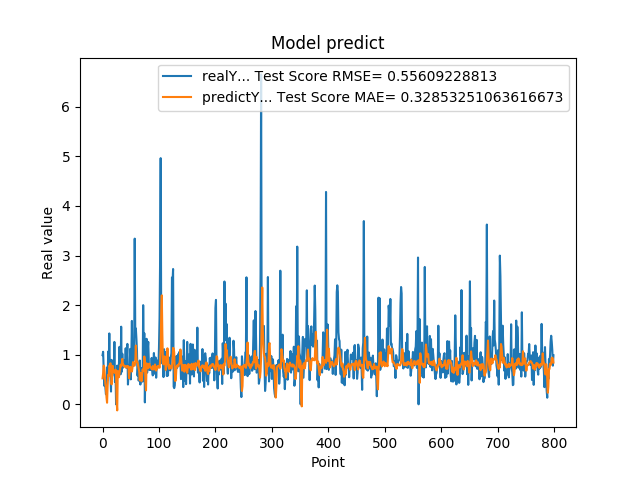 Model predict
realY... Test Score RMSE= 0.55609228813
predictY... Test Score MAE= 0.32853251063616673
Real value
6
5
4
3
2
1
0
0 100 200 300 400 500 600 700 800
Point